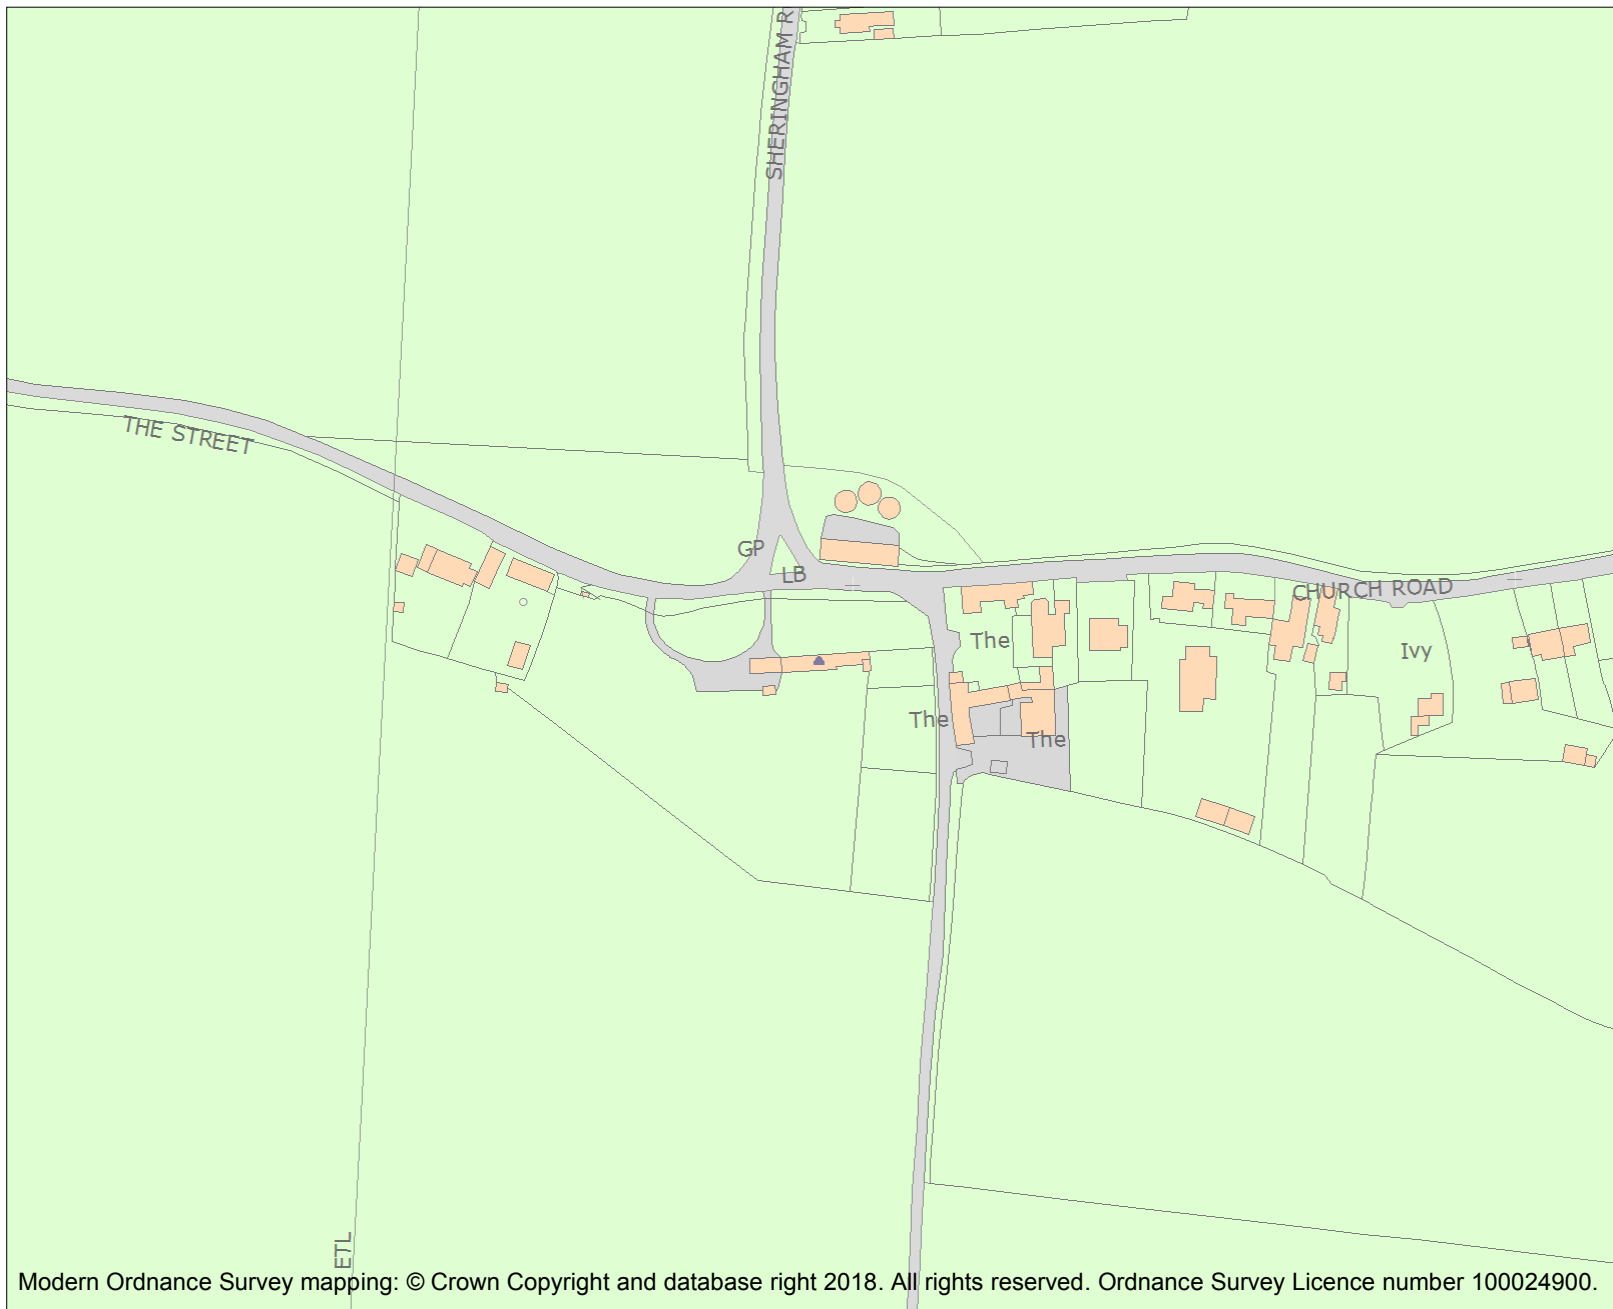 SHERINGHAM R
THE STREET
GP
LB
CHURCH ROAD
The
Ivy
The
The
ETL
Modern Ordnance Survey mapping: © Crown Copyright and database right 2018. All rights reserved. Ordnance Survey Licence number 100024900.